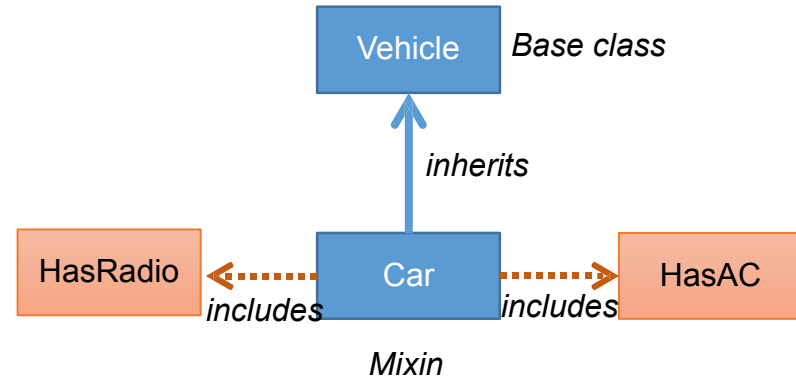 Vehicle
Base class
inherits
HasRadio
Car
HasAC
includes
includes
Mixin